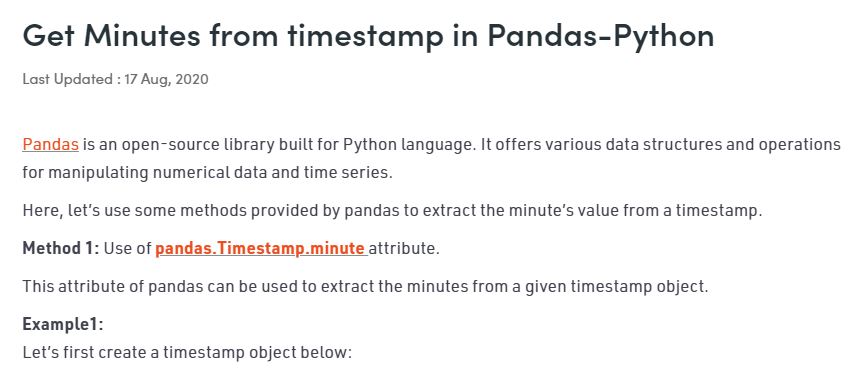 Get Minutes from timestamp in Pandas-Python
Last Updated : 17 Aug, 2020
Pandas is an open-source library built for Python language. It offers various data structures and operations
for manipulating numerical data and time series.
Here, let’s use some methods provided by pandas to extract the minute’s value from a timestamp.
Method 1: Use of pandas.Timestamp.minute attribute.
This attribute of pandas can be used to extract the minutes from a given timestamp object.
Example1:
Let’s first create a timestamp object below: